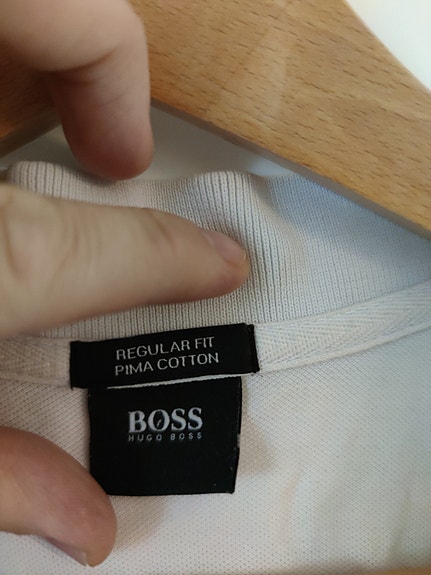 REGULAR FIT
PIMA COTTON
BOSS
HUGO BOSS